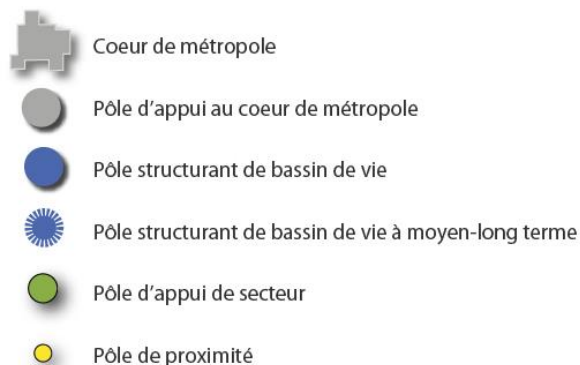 Coeur de métropole
Pôle d'appui au coeur de métropole
Pôle structurant de bassin de vie
Pôle structurant de bassin de vie à moyen-long terme
Pôle d'appui de secteur
Pôle de proximité